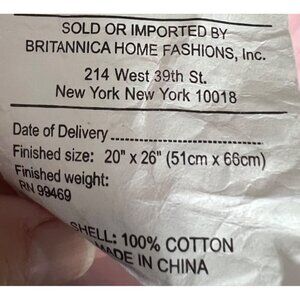 SOLD OR IMPORTED BY
BRITANNICA HOME FASHIONS, Inc.
214 West 39th St.
New York New York 10018
Date of Delivery
Finished size: 20" x 26" (51cm x 66cm)
Finished weight:
RN 99469
SHELL: 100% COTTON
MADE IN CHINA